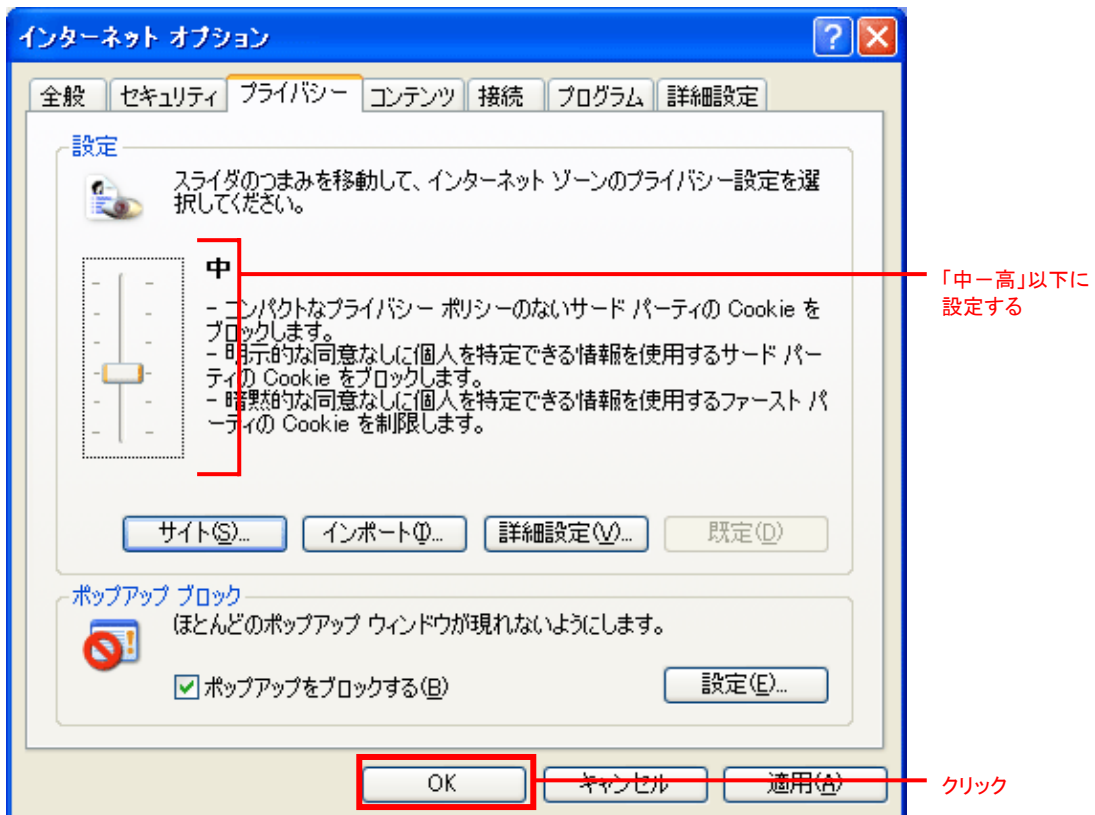 インターネット オプション
全般 セキュリティ プライバシー コンテンツ 接続 プログラム 詳細設定
設定
スライダのつまみを移動して、インターネット ゾーンのプライバシー設定を選
択してください。
中
- コンパクトなプライバシー ポリシーのないサード パーティの Cookie を
ブロックします。
- 明示的な同意なしに個人を特定できる情報を使用するサード パー
ティの Cookie をブロックします。
- 暗黙的な同意なしに個人を特定できる情報を使用するファースト パ
ーティの Cookie を制限します。
「中－高」以下に
設定する
サイト(S)... インポート(I)... 詳細設定(V)... 既定(D)
ポップアップ ブロック
ほとんどのポップアップ ウィンドウが現れないようにします。
ポップアップをブロックする(B) 設定(E)...
OK キャンセル 適用(A)
クリック